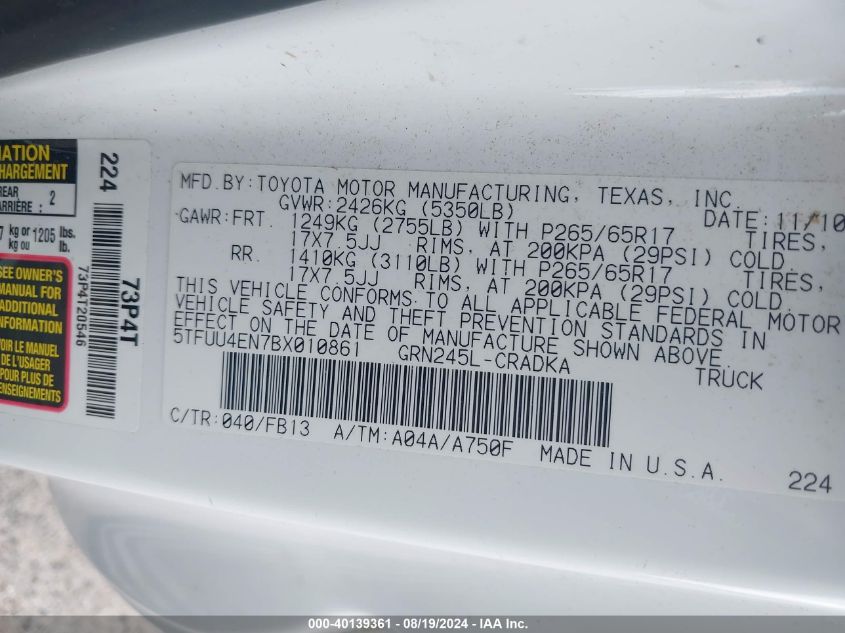 MATION
CHARGEMENT
REAR
ARRIÈRE : 2
7 kg or 1205 lbs.
kg ou lb.
SEE OWNER'S
MANUAL FOR
ADDITIONAL
INFORMATION
VOIR LE MANUEL
DE L'USAGER
POUR PLUS DE
RENSEIGNEMENTS
224
73P4T
73P4T20546
MFD.BY:TOYOTA MOTOR MANUFACTURING, TEXAS, INC.
GVWR:2426KG (5350LB) DATE:11/10
GAWR:FRT. 1249KG (2755LB) WITH P265/65R17 TIRES,
17X7.5JJ RIMS, AT 200KPA (29PSI) COLD.
RR. 1410KG (3110LB) WITH P265/65R17 TIRES,
17X7.5JJ RIMS, AT 200KPA (29PSI) COLD.
THIS VEHICLE CONFORMS TO ALL APPLICABLE FEDERAL MOTOR
VEHICLE SAFETY AND THEFT PREVENTION STANDARDS IN
EFFECT ON THE DATE OF MANUFACTURE SHOWN ABOVE.
5TFUU4EN7BX010861 GRN245L-CRADKA TRUCK
C/TR:040/FB13 A/TM:A04A/A750F MADE IN U.S.A.
224
000-40139361 - 08/19/2024 - IAA Inc.